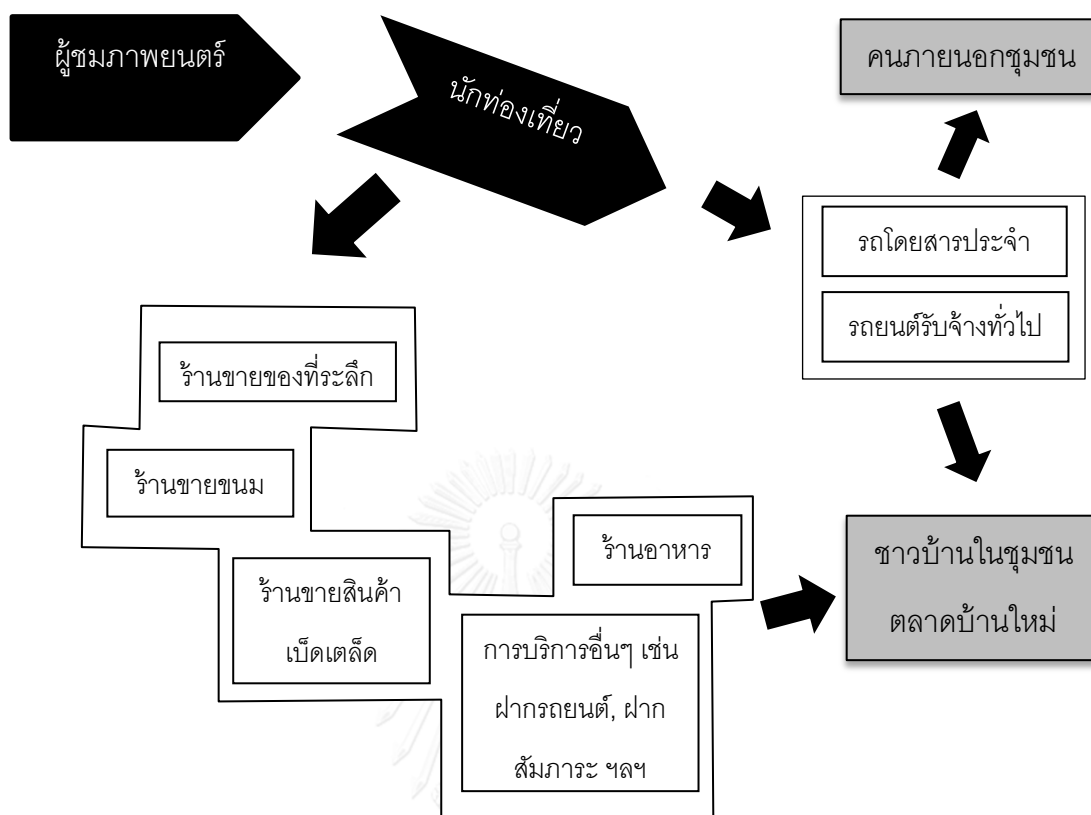 ผู้ชมภาพยนตร์
นักท่องเที่ยว
คนภายนอกชุมชน
รถโดยสารประจำ
รถยนต์รับจ้างทั่วไป
ร้านขายของที่ระลึก
ร้านขายขนม
ร้านขายสินค้า
เบ็ดเตล็ด
ร้านอาหาร
การบริการอื่นๆ เช่น
ฝากรถยนต์, ฝาก
สัมภาระ ฯลฯ
ชาวบ้านในชุมชน
ตลาดบ้านใหม่